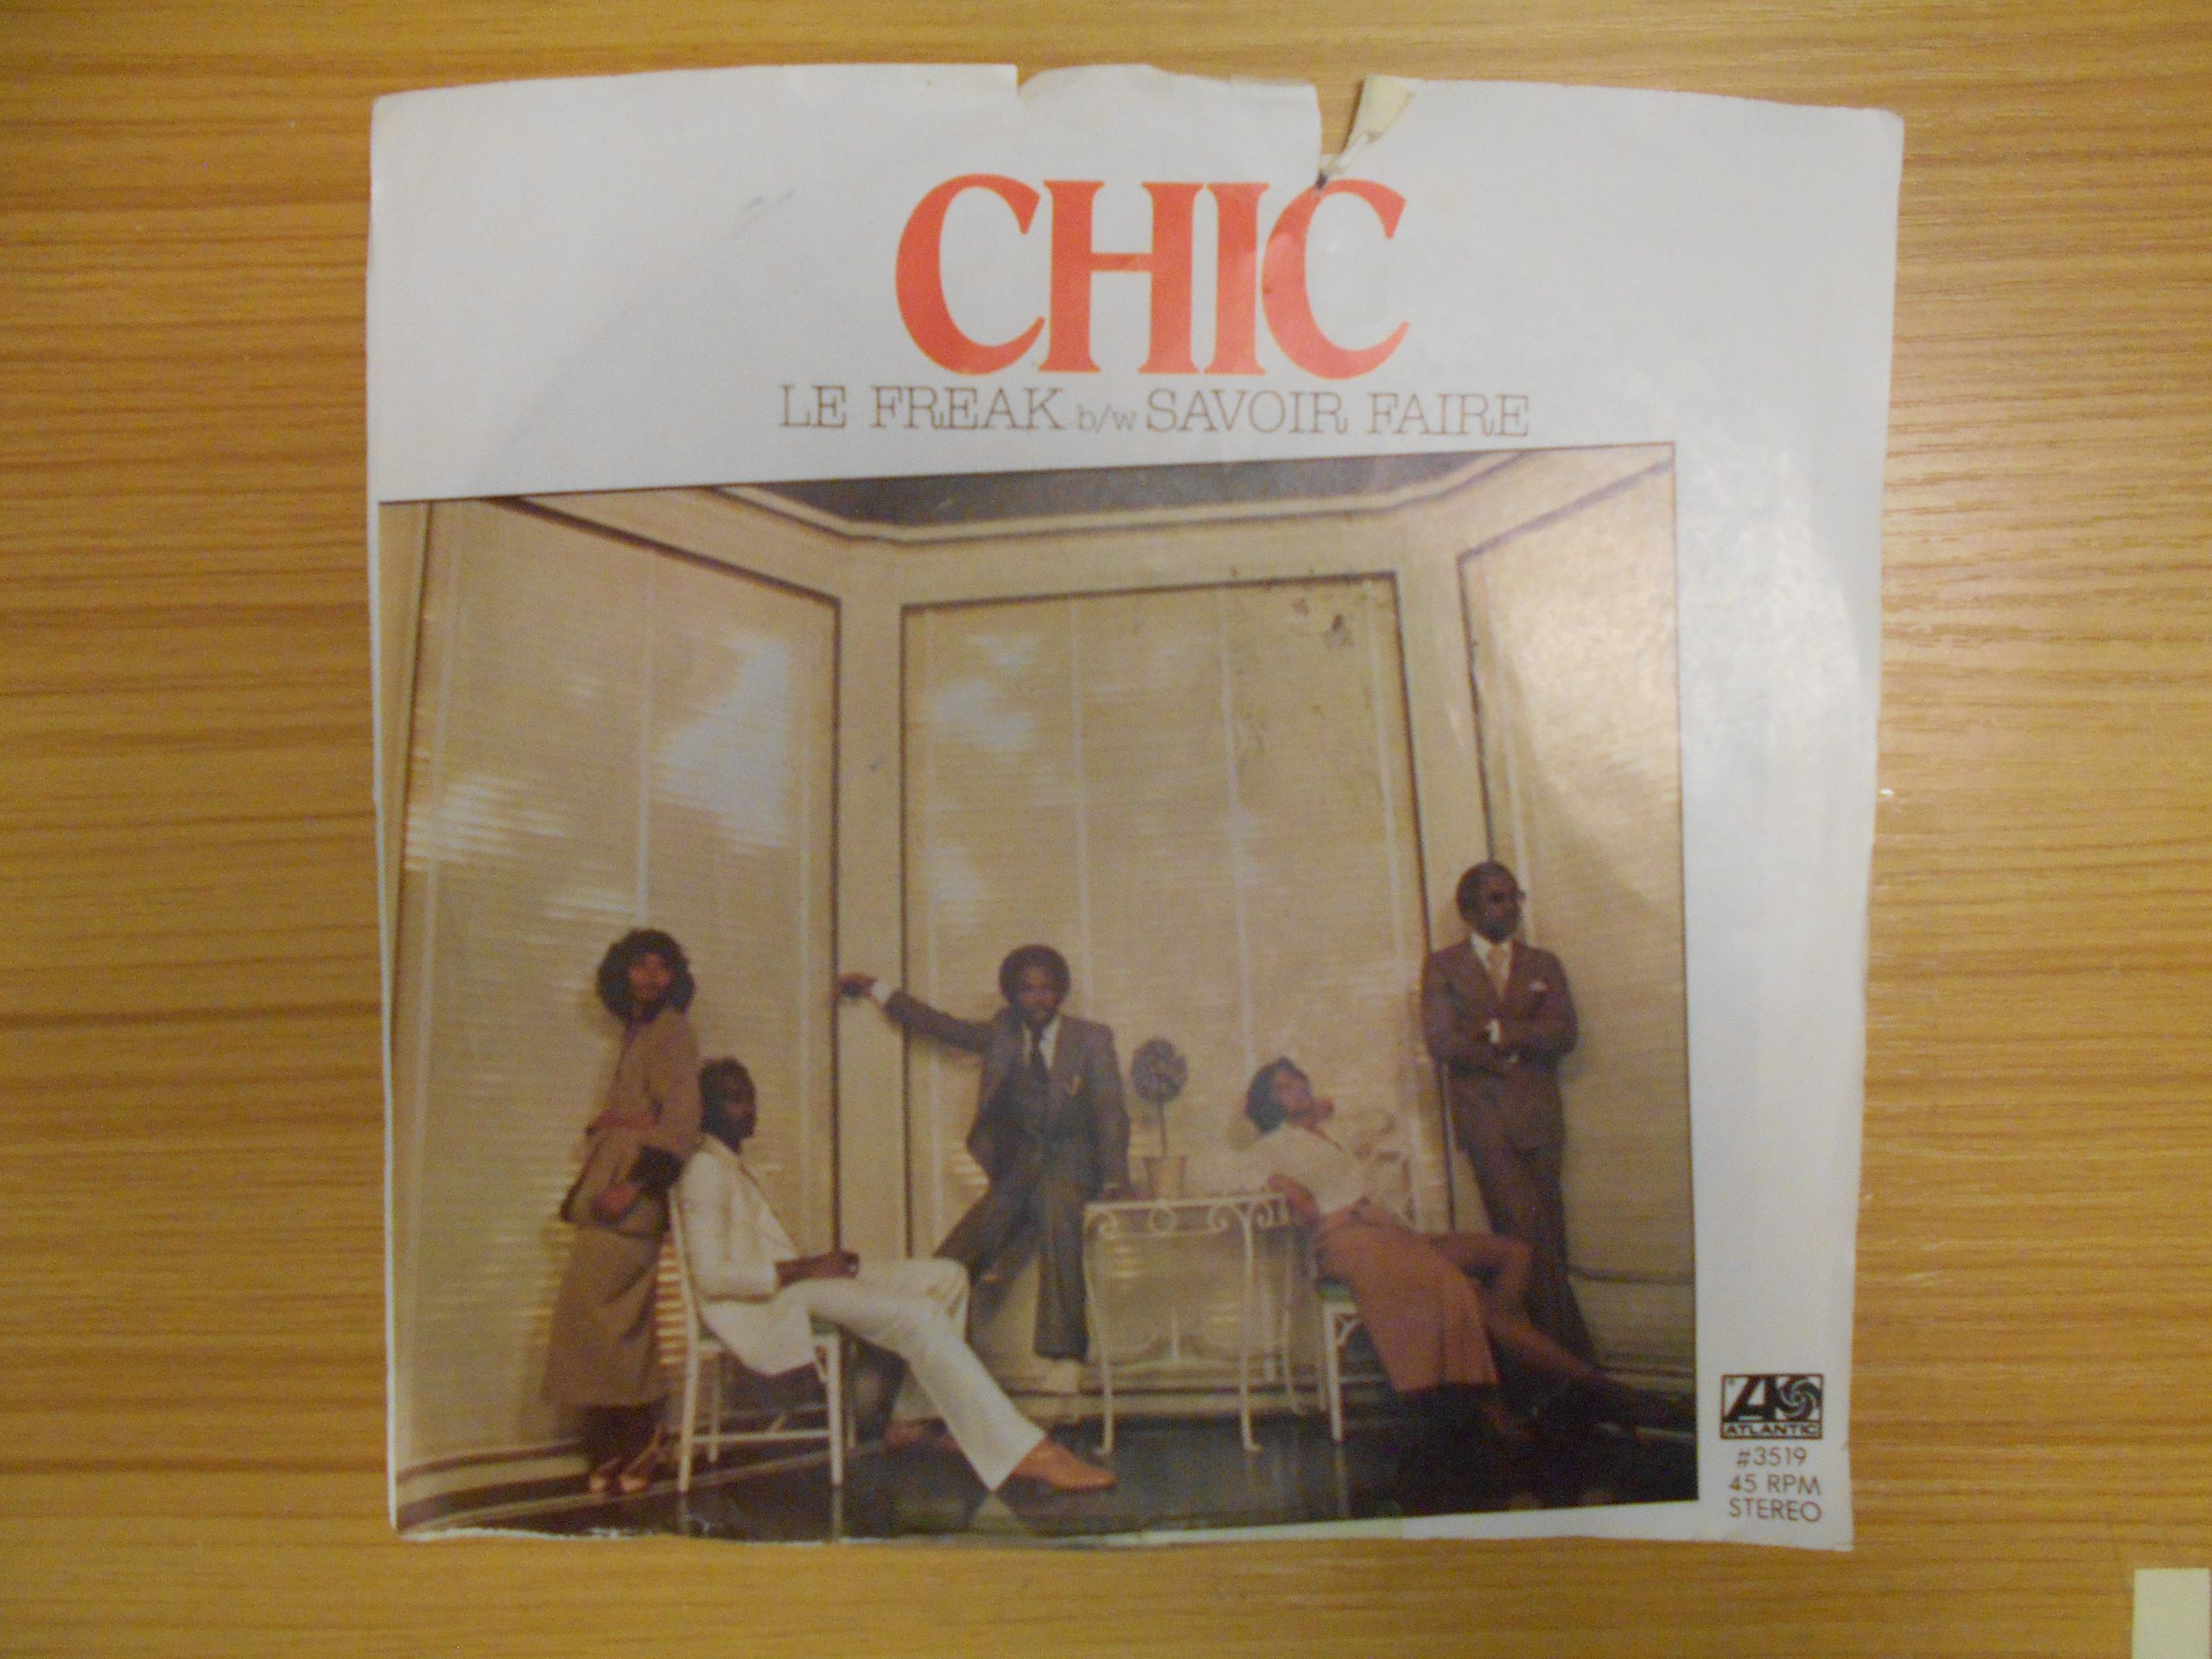 CHIC
LE FREAK b/w SAVOIR FAIRE
ATLANTIC
#3519
45 RPM
STEREO